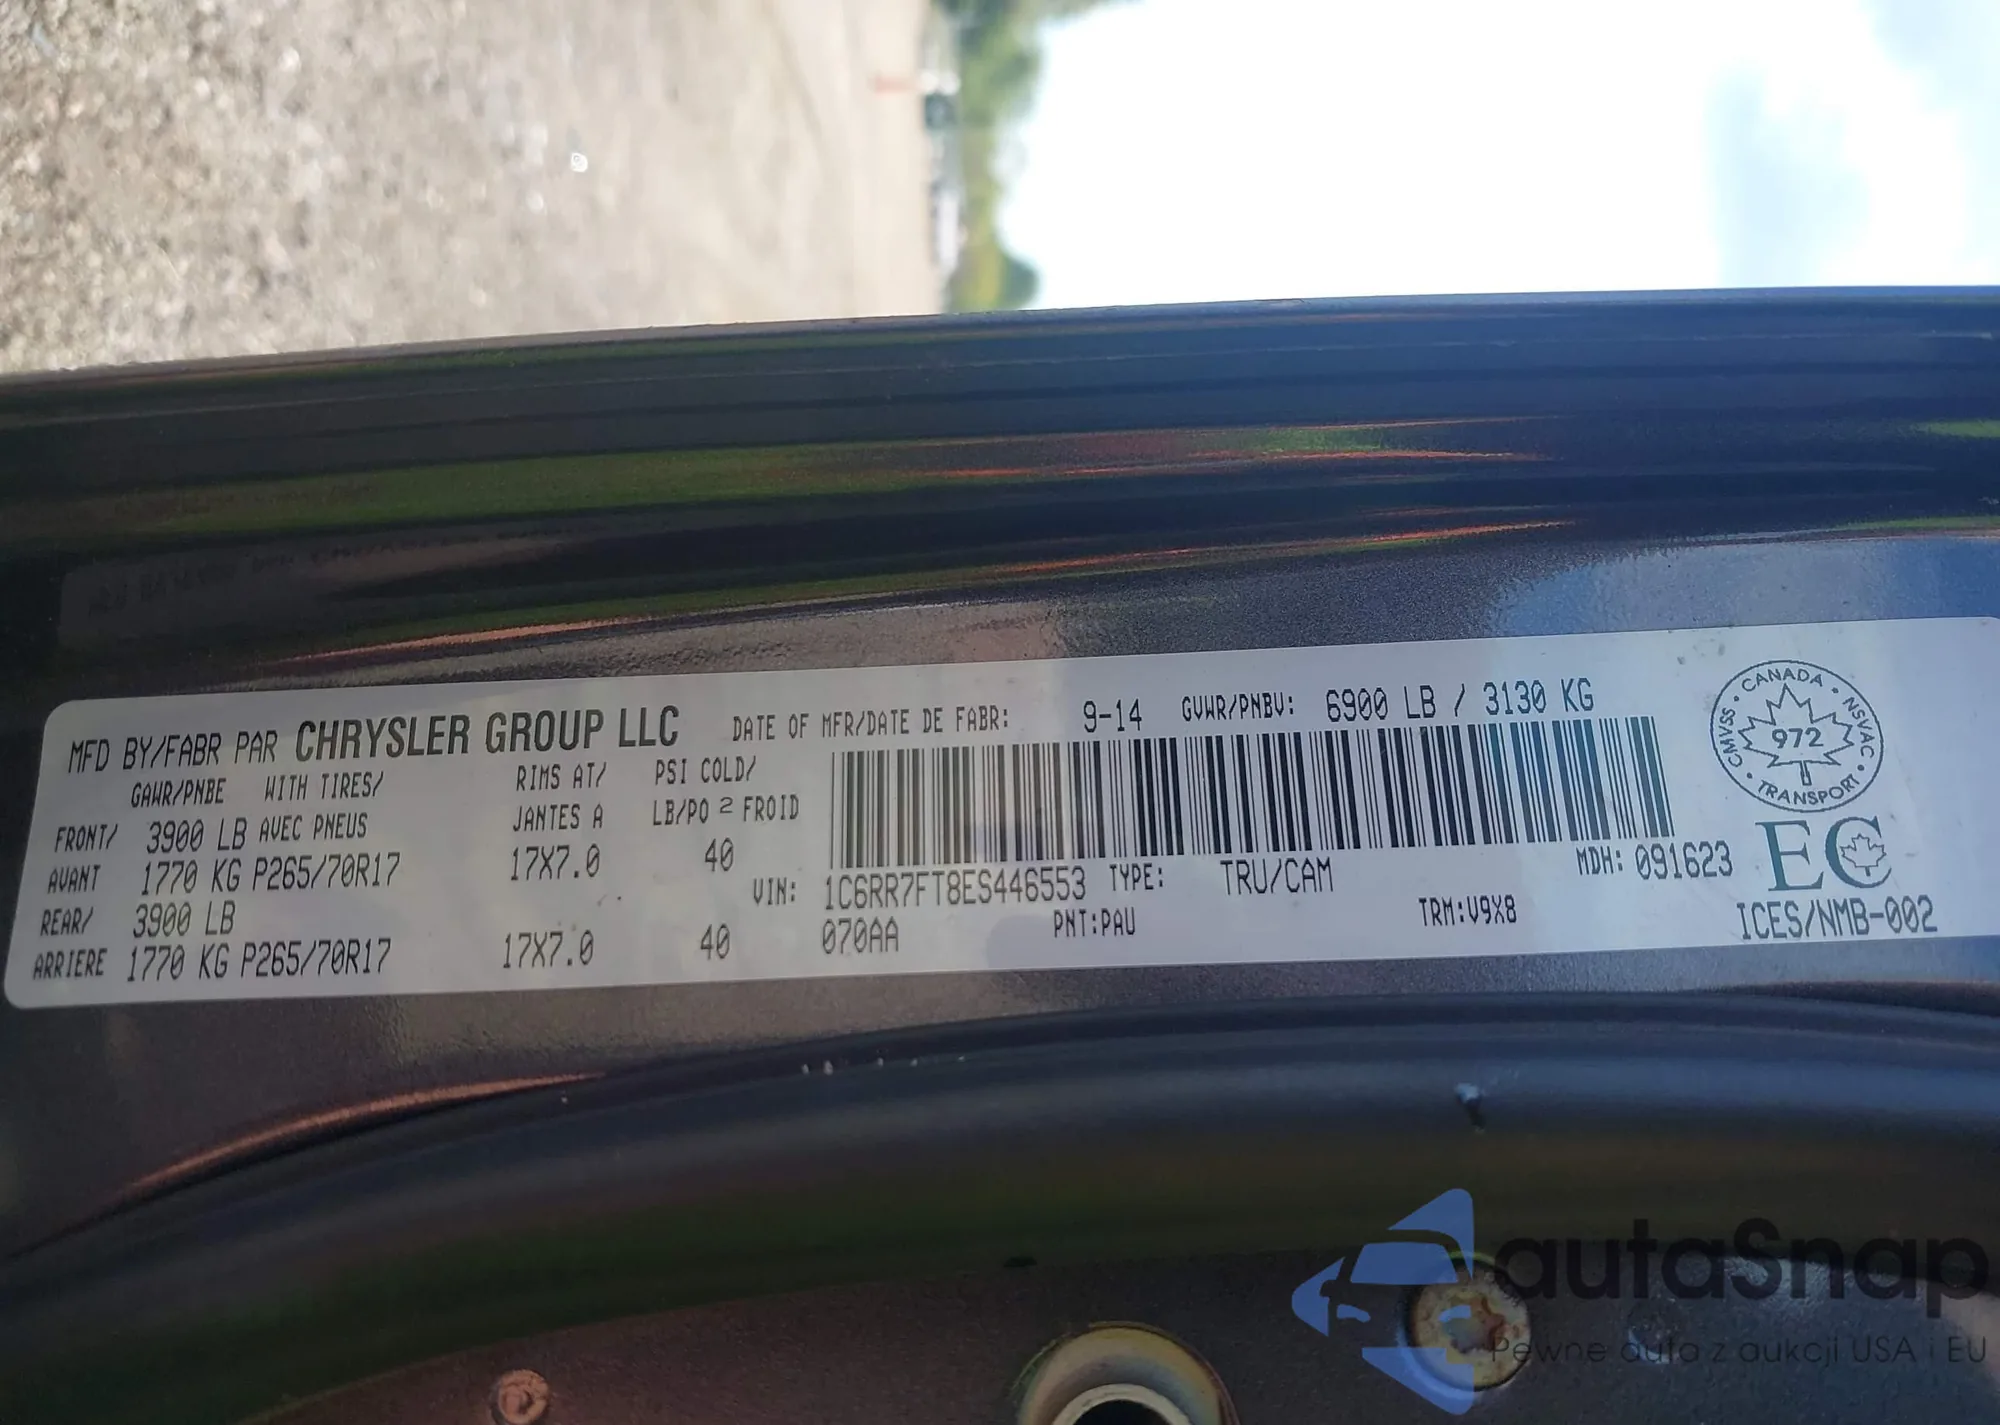 MFD BY/FABR PAR CHRYSLER GROUP LLC DATE OF MFR/DATE DE FABR: 9-14 GVWR/PNBV: 6900 LB / 3130 KG
GAWR/PNBE WITH TIRES/ RIMS AT/ PSI COLD/
FRONT/ 3900 LB AVEC PNEUS JANTES A LB/PO 2 FROID
AVANT 1770 KG P265/70R17 17X7.0 40
REAR/ 3900 LB
ARRIERE 1770 KG P265/70R17 17X7.0 40
VIN: 1C6RR7FT8ES446553 TYPE: TRU/CAM MDH: 091623
070AA PNT:PAU TRM:V9X8
CANADA
CMVSS 972 NSVAC
TRANSPORT
EC
ICES/NMB-002
autaSnap
Pewne auta z aukcji USA i EU